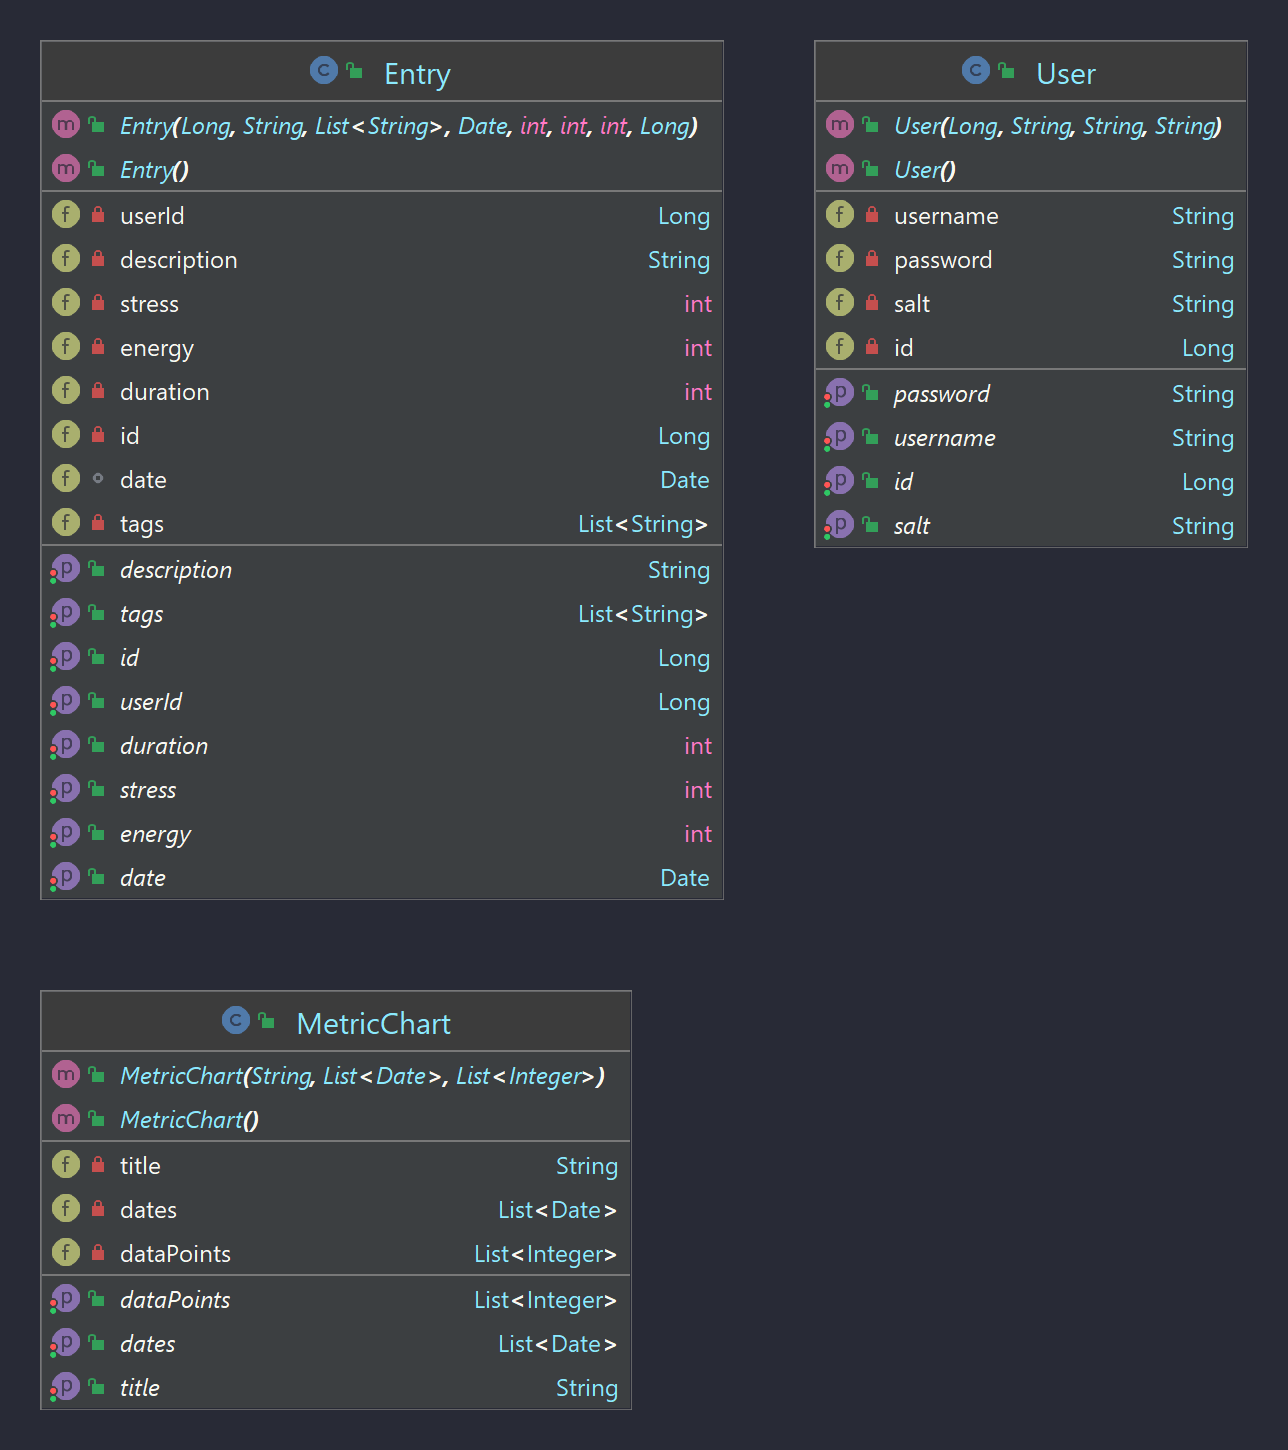 Entry
Entry(Long, String, List<String>, Date, int, int, int, Long)
Entry()
userId Long
description String
stress int
energy int
duration int
id Long
date Date
tags List<String>
description String
tags List<String>
id Long
userId Long
duration int
stress int
energy int
date Date
User
User(Long, String, String, String)
User()
username String
password String
salt String
id Long
password String
username String
id Long
salt String
MetricChart
MetricChart(String, List<Date>, List<Integer>)
MetricChart()
title String
dates List<Date>
dataPoints List<Integer>
dataPoints List<Integer>
dates List<Date>
title String